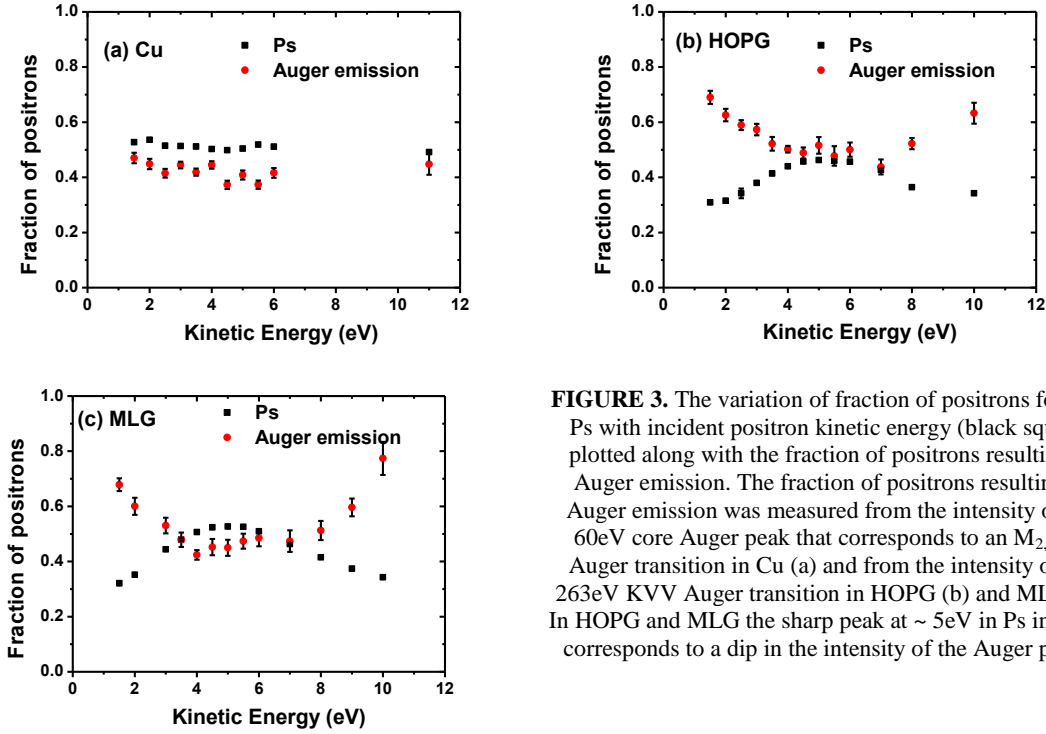 1.0
0.8
0.6
0.4
0.2
0.0
Fraction of positrons
(a) Cu
Ps
Auger emission
0 2 4 6 8 10 12
Kinetic Energy (eV)
1.0
0.8
0.6
0.4
0.2
0.0
Fraction of positrons
(b) HOPG
Ps
Auger emission
0 2 4 6 8 10 12
Kinetic Energy (eV)
1.0
0.8
0.6
0.4
0.2
0.0
Fraction of positrons
(c) MLG
Ps
Auger emission
0 2 4 6 8 10 12
Kinetic Energy (eV)
FIGURE 3. The variation of fraction of positrons fo
Ps with incident positron kinetic energy (black squ
plotted along with the fraction of positrons resulti
Auger emission. The fraction of positrons resultin
Auger emission was measured from the intensity o
60eV core Auger peak that corresponds to an M2,
Auger transition in Cu (a) and from the intensity o
263eV KVV Auger transition in HOPG (b) and ML
In HOPG and MLG the sharp peak at ~ 5eV in Ps in
corresponds to a dip in the intensity of the Auger p